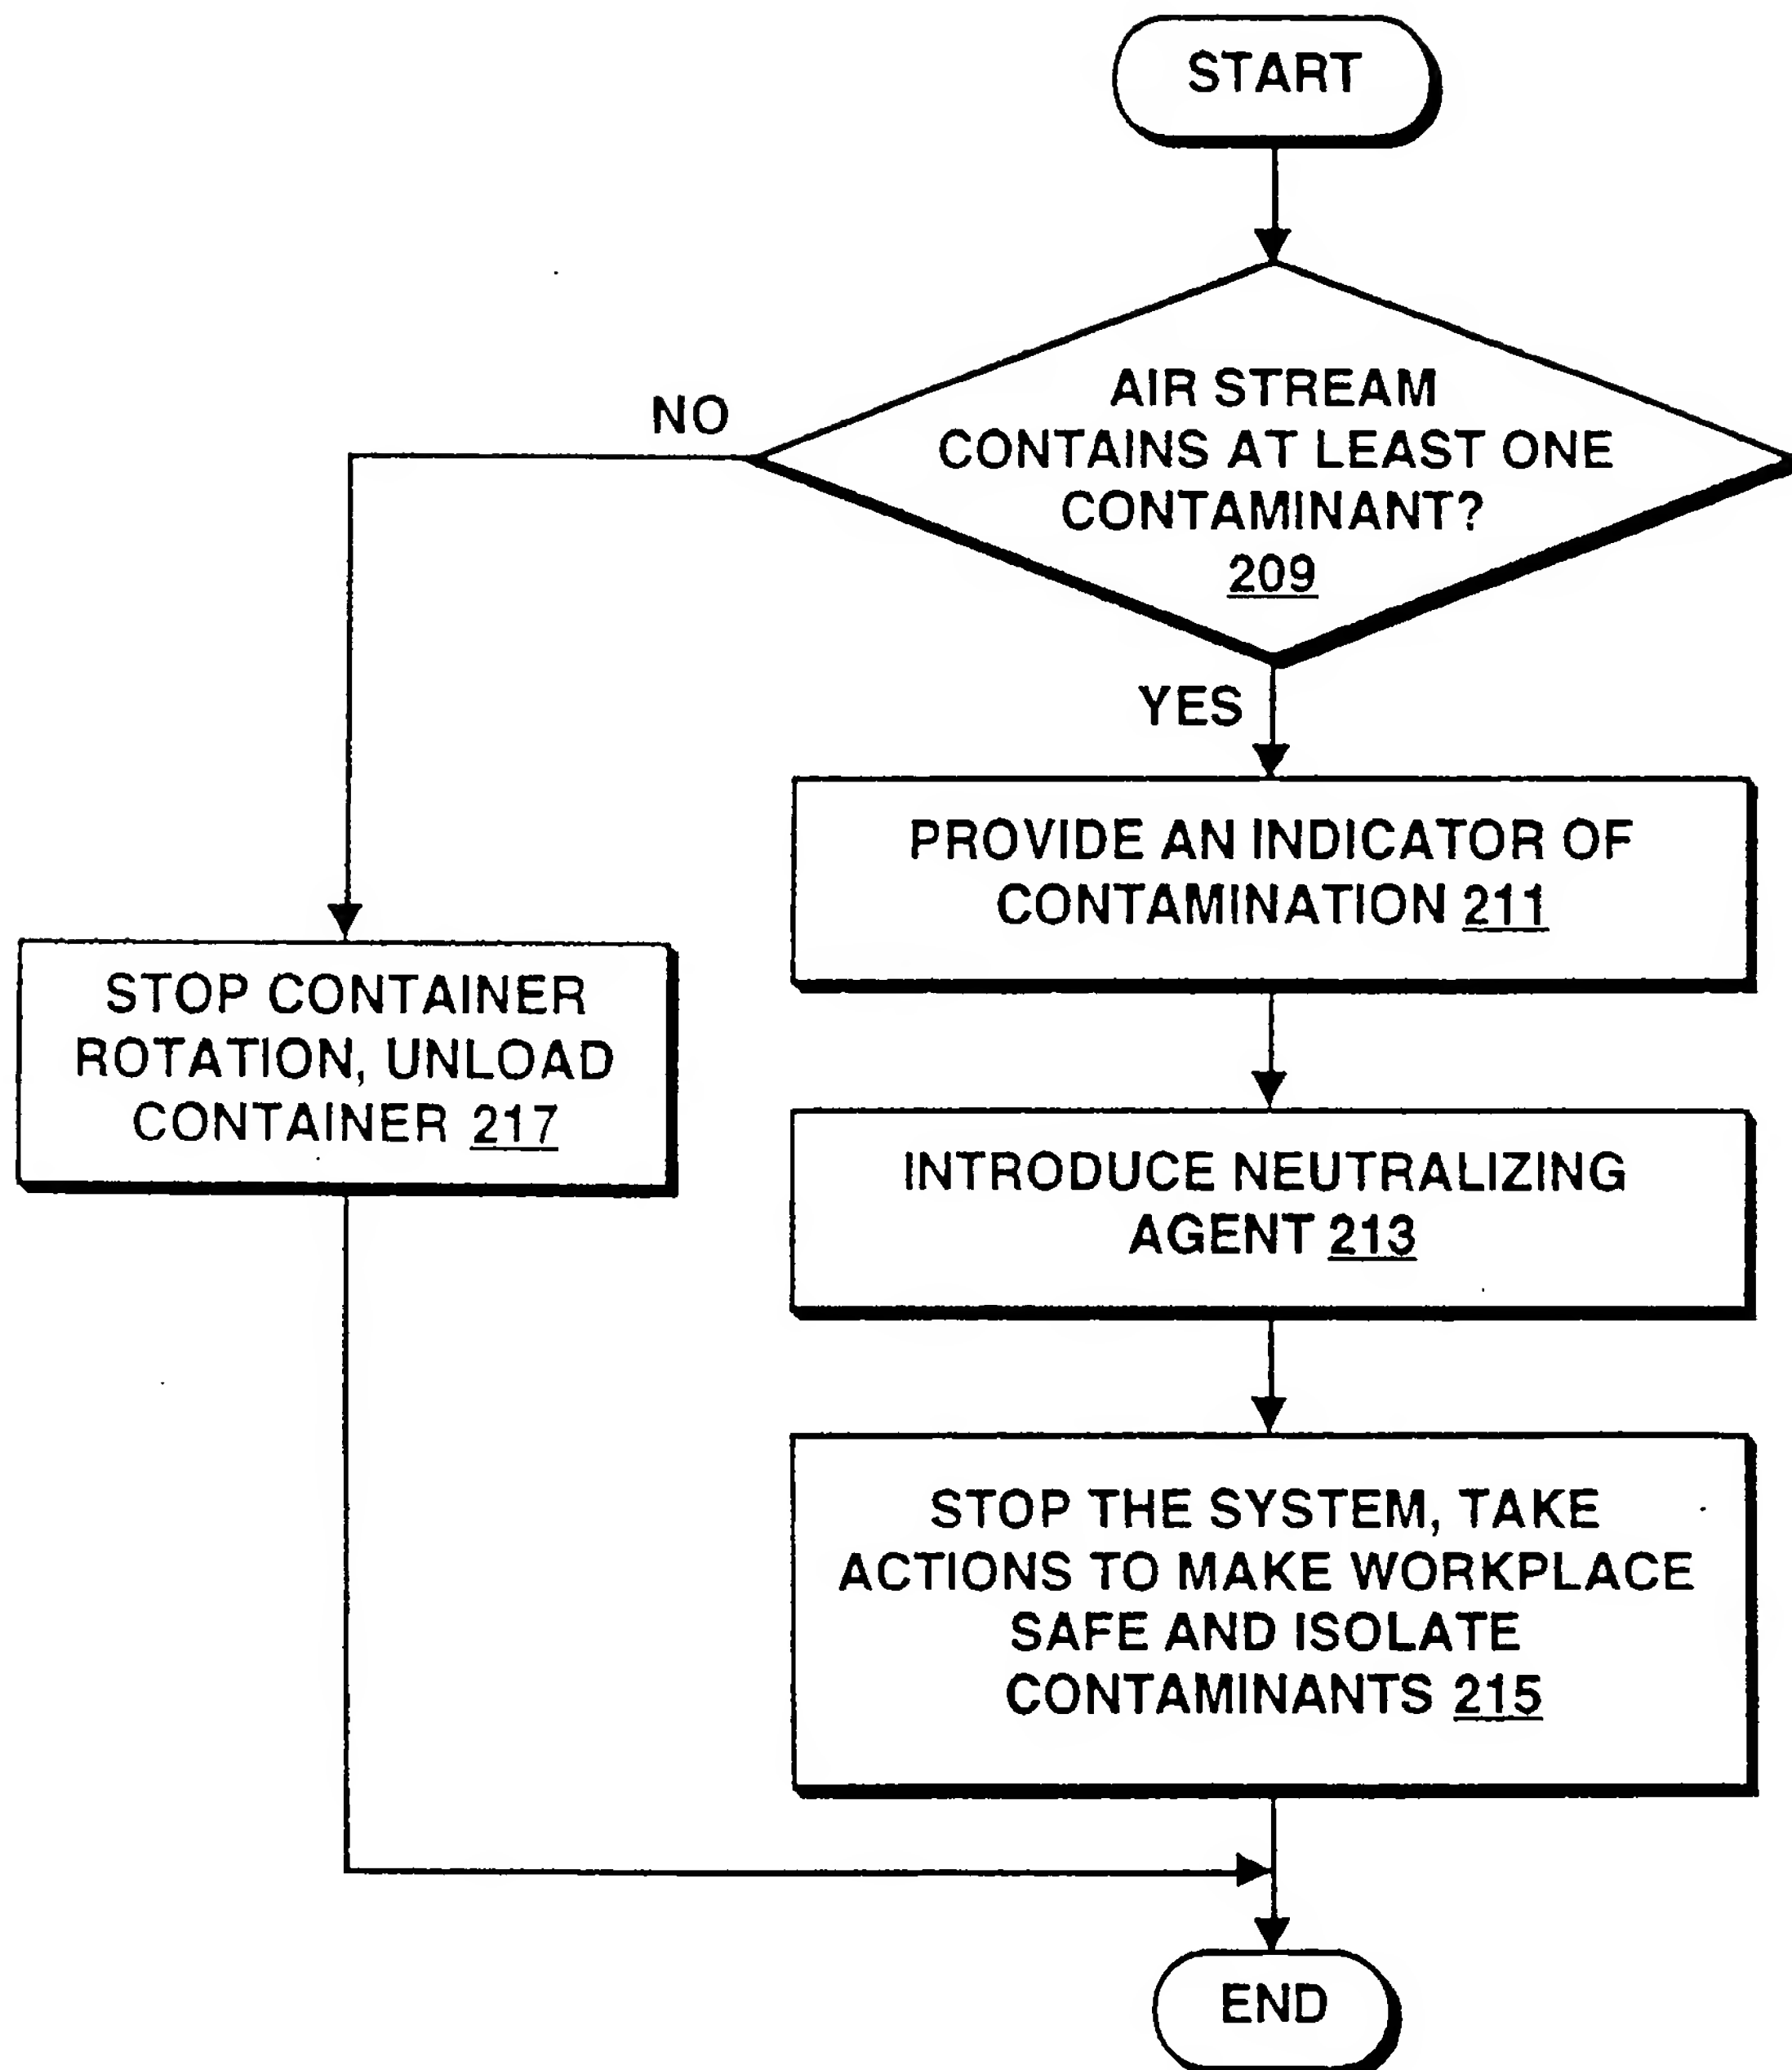 START
AIR STREAM
CONTAINS AT LEAST ONE
CONTAMINANT?
209
NO
YES
PROVIDE AN INDICATOR OF
CONTAMINATION 211
STOP CONTAINER
ROTATION, UNLOAD
CONTAINER 217
INTRODUCE NEUTRALIZING
AGENT 213
STOP THE SYSTEM, TAKE
ACTIONS TO MAKE WORKPLACE
SAFE AND ISOLATE
CONTAMINANTS 215
END